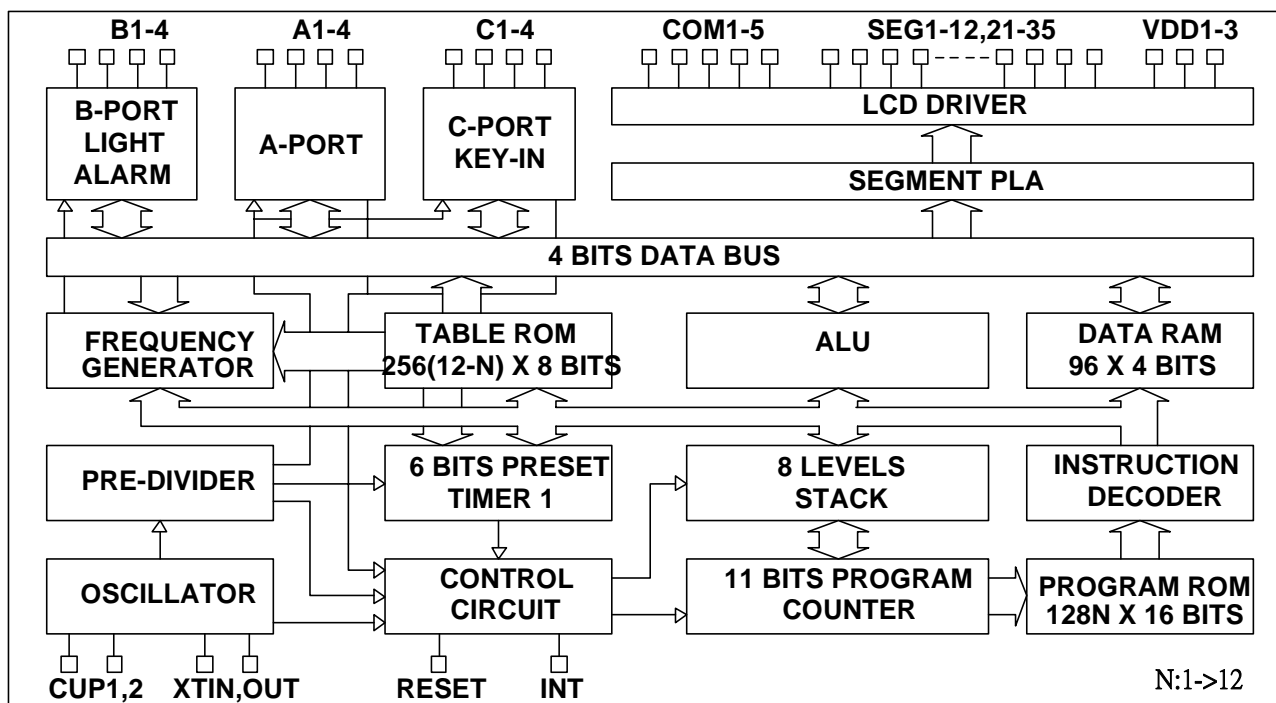 B1-4 A1-4 C1-4 COM1-5 SEG1-12,21-35 VDD1-3
B-PORT
LIGHT
ALARM
A-PORT
C-PORT
KEY-IN
LCD DRIVER
SEGMENT PLA
4 BITS DATA BUS
FREQUENCY
GENERATOR
TABLE ROM
256(12-N) X 8 BITS
ALU
DATA RAM
96 X 4 BITS
PRE-DIVIDER
6 BITS PRESET
TIMER 1
8 LEVELS
STACK
INSTRUCTION
DECODER
OSCILLATOR
CONTROL
CIRCUIT
11 BITS PROGRAM
COUNTER
PROGRAM ROM
128N X 16 BITS
CUP1,2 XTIN,OUT RESET INT
N:1->12